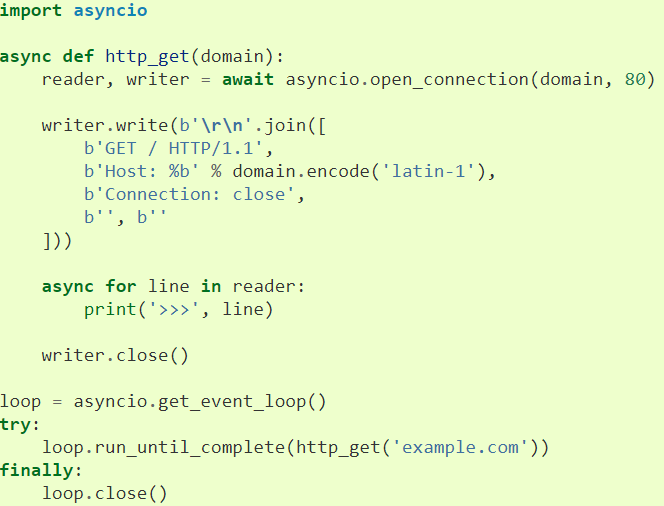 import asyncio

async def http_get(domain):
    reader, writer = await asyncio.open_connection(domain, 80)

    writer.write(b'\r\n'.join([
        b'GET / HTTP/1.1',
        b'Host: %b' % domain.encode('latin-1'),
        b'Connection: close',
        b'', b''
    ]))

    async for line in reader:
        print('>>>', line)

    writer.close()

loop = asyncio.get_event_loop()
try:
    loop.run_until_complete(http_get('example.com'))
finally:
    loop.close()